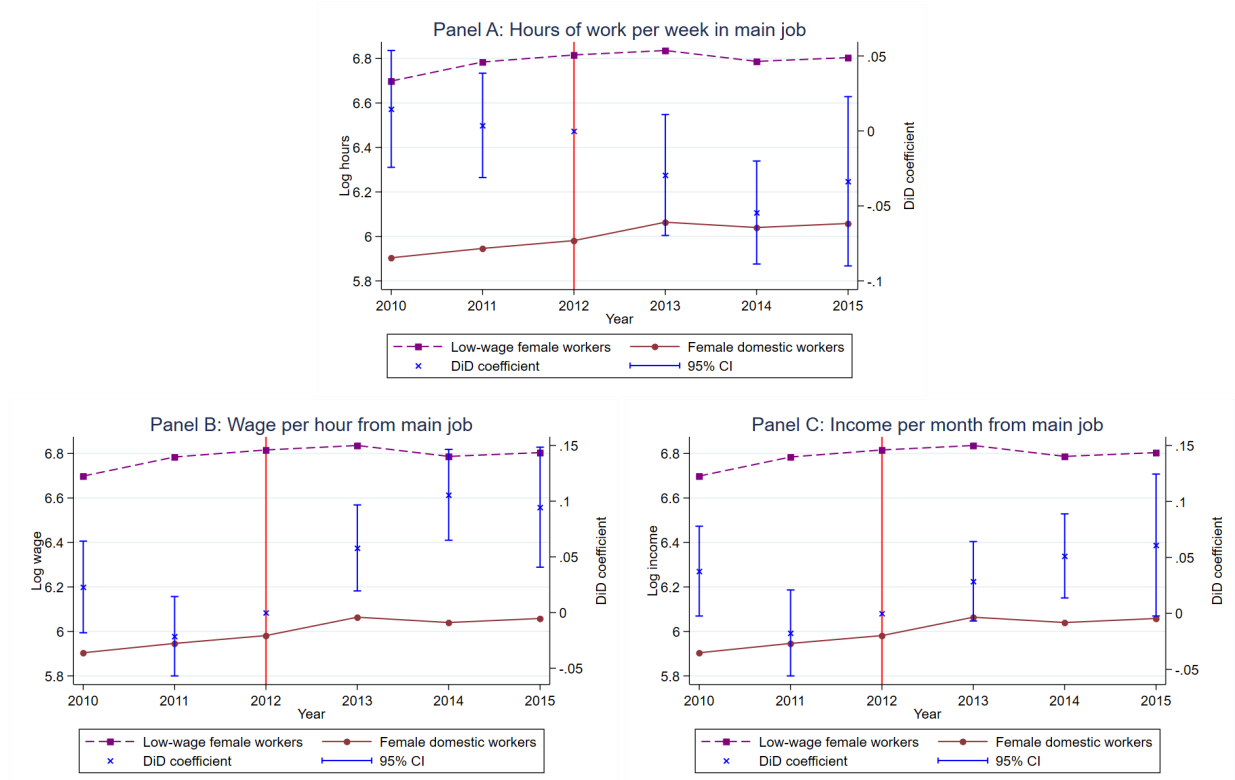 Panel A: Hours of work per week in main job
6.8
6.6
6.4
6.2
6
5.8
Log hours
.05
0
-.05
-.1
DiD coefficient
2010 2011 2012 2013 2014 2015
Year
Low-wage female workers Female domestic workers
DiD coefficient 95% CI
Panel B: Wage per hour from main job
6.8
6.6
6.4
6.2
6
5.8
Log wage
.15
.1
.05
0
-.05
DiD coefficient
2010 2011 2012 2013 2014 2015
Year
Low-wage female workers Female domestic workers
DiD coefficient 95% CI
Panel C: Income per month from main job
6.8
6.6
6.4
6.2
6
5.8
Log income
.15
.1
.05
0
-.05
DiD coefficient
2010 2011 2012 2013 2014 2015
Year
Low-wage female workers Female domestic workers
DiD coefficient 95% CI